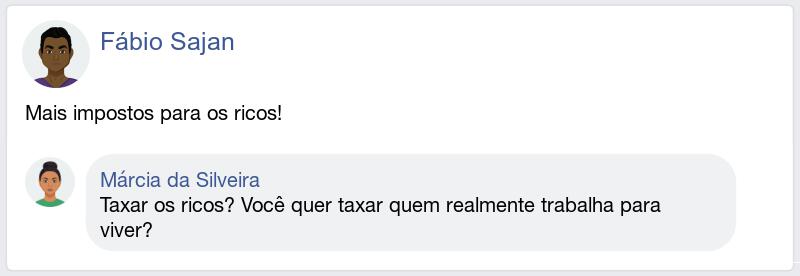 Fábio Sajan
Mais impostos para os ricos!
Márcia da Silveira
Taxar os ricos? Você quer taxar quem realmente trabalha para
viver?